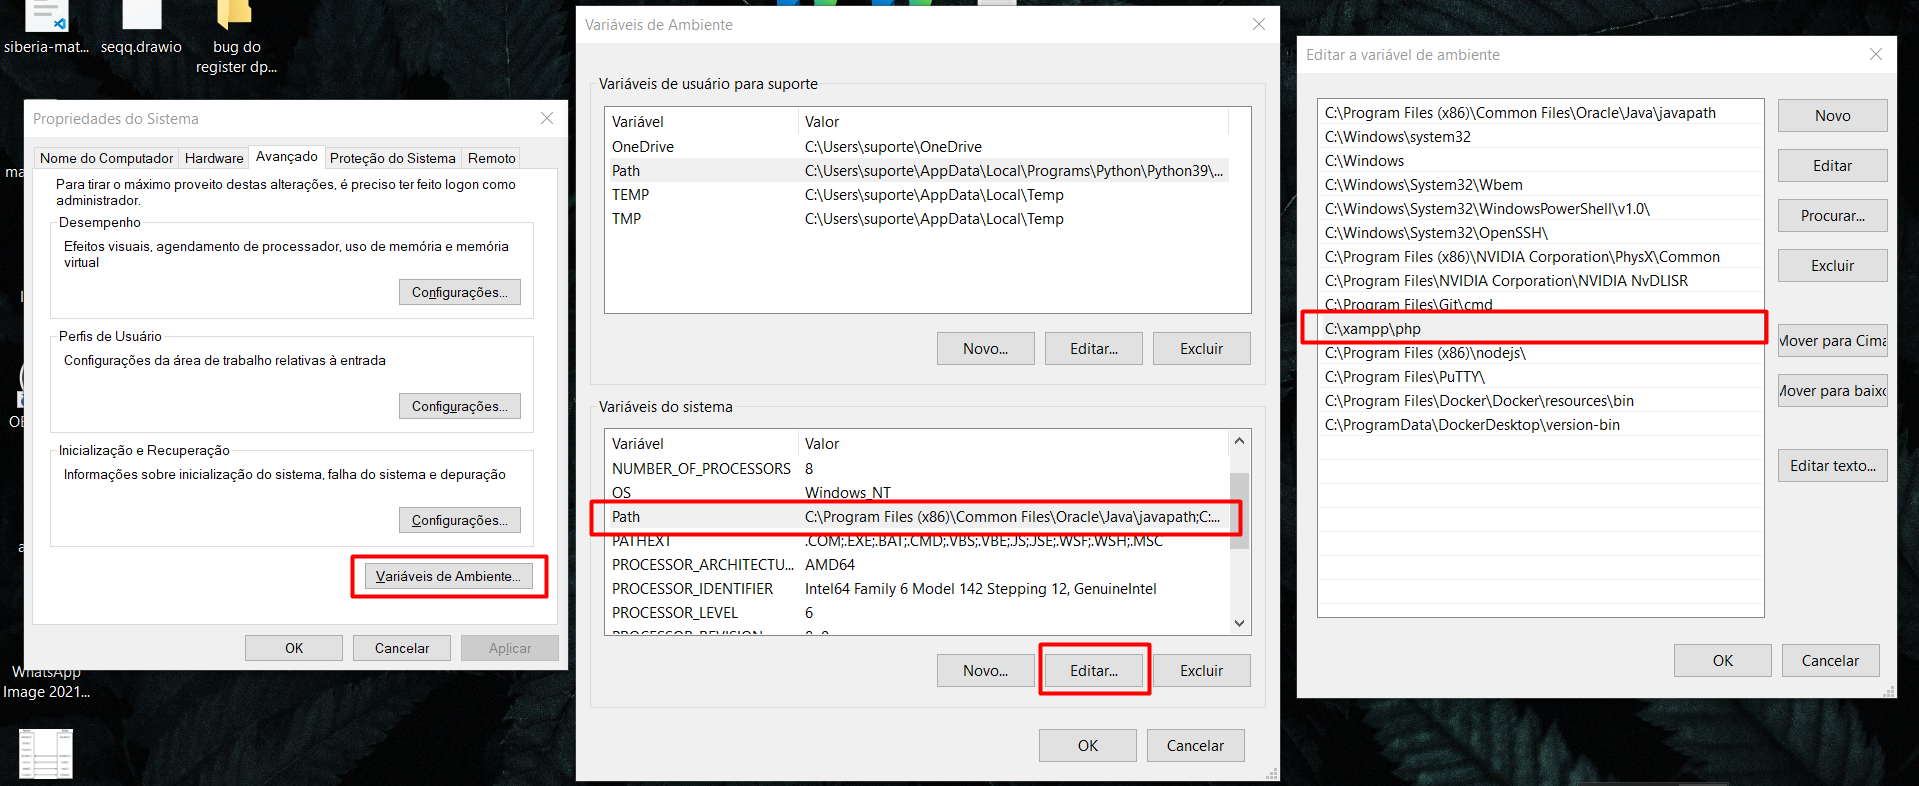 siberia-mat...
seqq.drawio
bug do
register dp...
Propriedades do Sistema
Nome do Computador
Hardware
Avançado
Proteção do Sistema
Remoto
Para tirar o máximo proveito destas alterações, é preciso ter feito logon como
administrador.
Desempenho
Efeitos visuais, agendamento de processador, uso de memória e memória
virtual
Configurações...
Perfis de Usuário
Configurações da área de trabalho relativas à entrada
Configurações...
Inicialização e Recuperação
Informações sobre inicialização do sistema, falha do sistema e depuração
Configurações...
Variáveis de Ambiente...
OK
Cancelar
Aplicar
WhatsApp
Image 2021...
Variáveis de Ambiente
Variáveis de usuário para suporte
Variável Valor
OneDrive C:\Users\suporte\OneDrive
Path C:\Users\suporte\AppData\Local\Programs\Python\Python39\...
TEMP C:\Users\suporte\AppData\Local\Temp
TMP C:\Users\suporte\AppData\Local\Temp
Novo...
Editar...
Excluir
Variáveis do sistema
Variável Valor
NUMBER_OF_PROCESSORS 8
OS Windows_NT
Path C:\Program Files (x86)\Common Files\Oracle\Java\javapath;C:...
PATHEXT .COM;.EXE;.BAT;.CMD;.VBS;.VBE;.JS;.JSE;.WSF;.WSH;.MSC
PROCESSOR_ARCHITECTU... AMD64
PROCESSOR_IDENTIFIER Intel64 Family 6 Model 142 Stepping 12, GenuineIntel
PROCESSOR_LEVEL 6
Novo...
Editar...
Excluir
OK
Cancelar
Editar a variável de ambiente
C:\Program Files (x86)\Common Files\Oracle\Java\javapath
C:\Windows\system32
C:\Windows
C:\Windows\System32\Wbem
C:\Windows\System32\WindowsPowerShell\v1.0\
C:\Windows\System32\OpenSSH\
C:\Program Files (x86)\NVIDIA Corporation\PhysX\Common
C:\Program Files\NVIDIA Corporation\NVIDIA NvDLISR
C:\Program Files\Git\cmd
C:\xampp\php
C:\Program Files (x86)\nodejs\
C:\Program Files\PuTTY\
C:\Program Files\Docker\Docker\resources\bin
C:\ProgramData\DockerDesktop\version-bin
Novo
Editar
Procurar...
Excluir
Mover para Cima
Mover para baixo
Editar texto...
OK
Cancelar